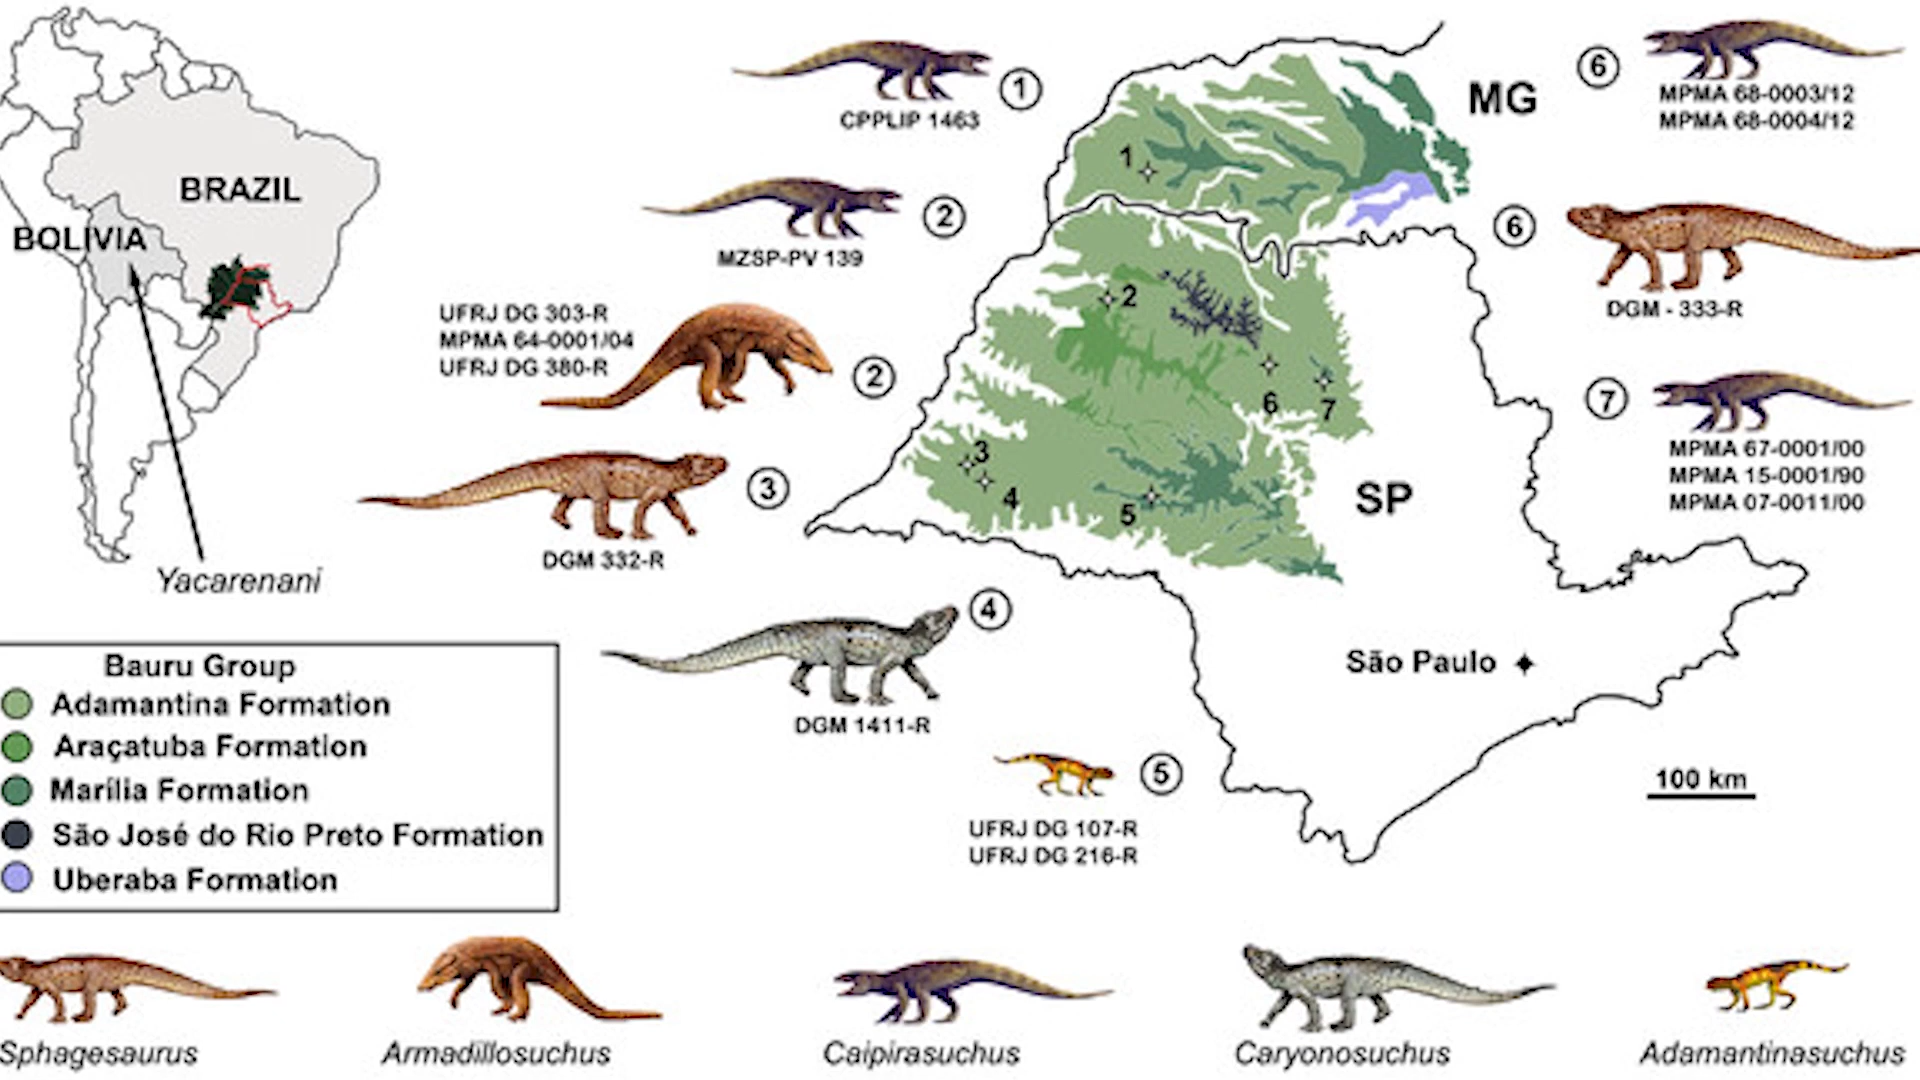 BRAZIL
BOLIVIA
Yacarenani
1
CPPLIP 1463
2
MZSP-PV 139
UFRJ DG 303-R
MPMA 64-0001/04
UFRJ DG 380-R
2
3
DGM 332-R
4
DGM 1411-R
5
UFRJ DG 107-R
UFRJ DG 216-R
MG
1
2
6
7
3
4
5
SP
São Paulo
100 km
6
MPMA 68-0003/12
MPMA 68-0004/12
6
DGM - 333-R
7
MPMA 67-0001/00
MPMA 15-0001/90
MPMA 07-0011/00
Bauru Group
Adamantina Formation
Araçatuba Formation
Marília Formation
São José do Rio Preto Formation
Uberaba Formation
Sphagesaurus
Armadillosuchus
Caipirasuchus
Caryonosuchus
Adamantinasuchus